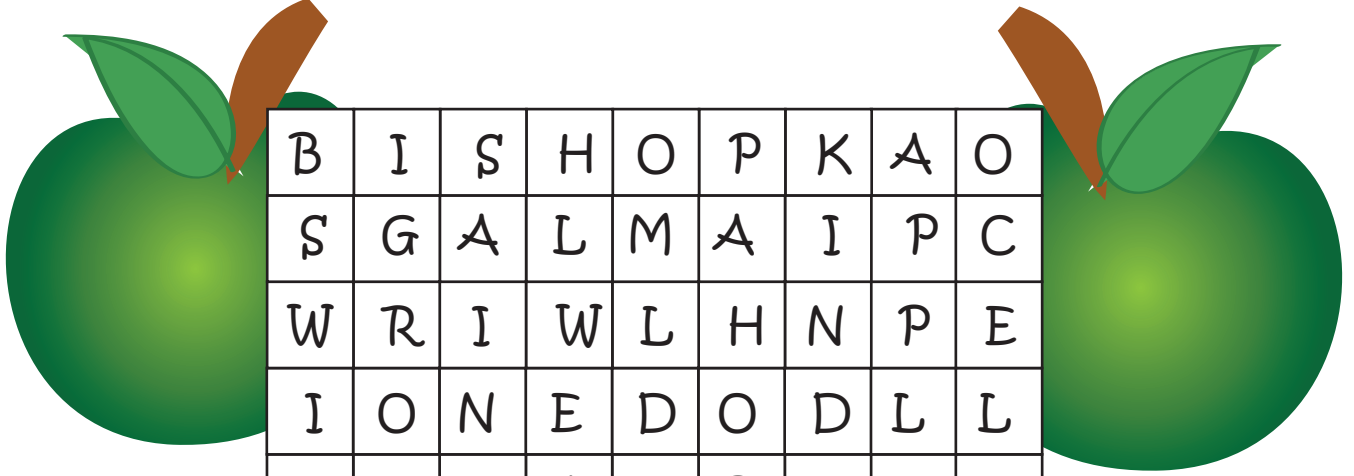 B I S H O P K A O
S G A L M A I P C
W R I W L H N P E
I O N E D O D L L